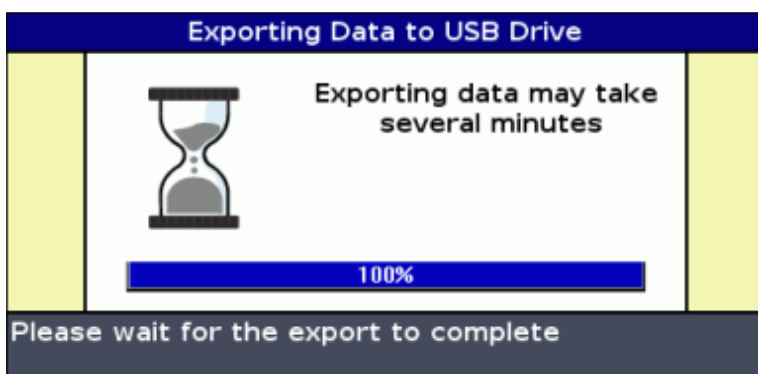 Exporting Data to USB Drive
Exporting data may take
several minutes
100%
Please wait for the export to complete